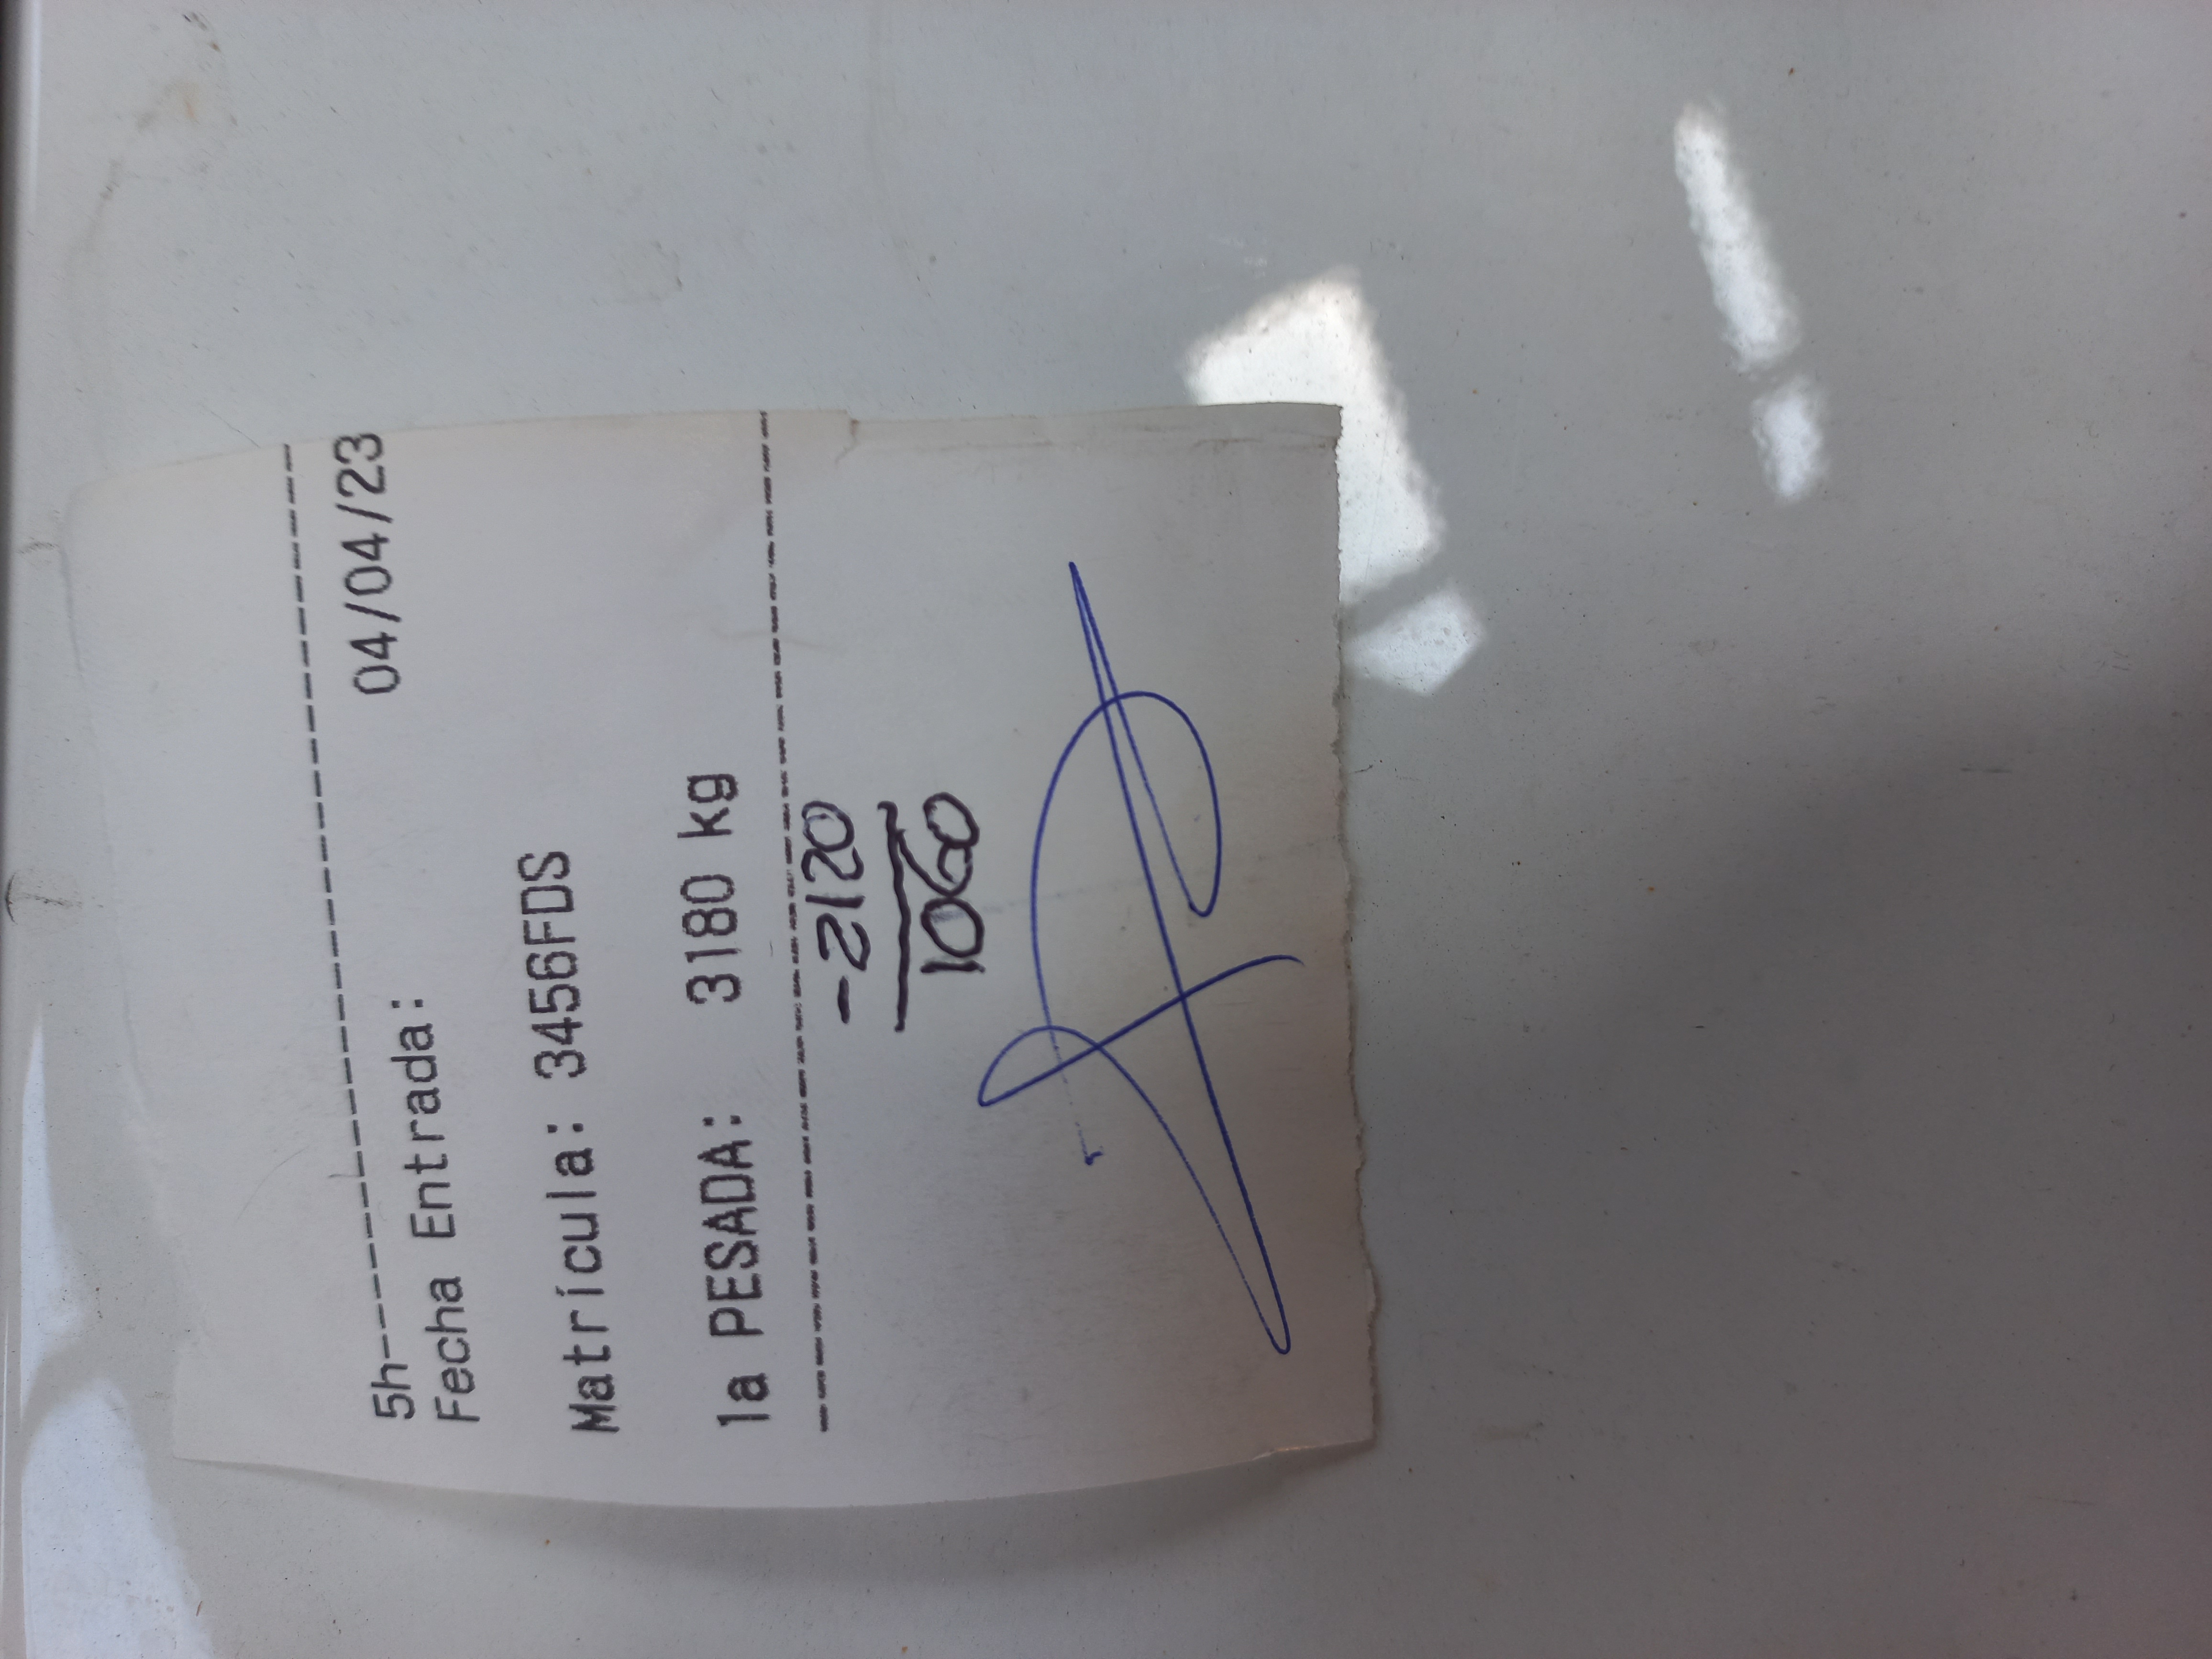 5h------------------------------
Fecha Entrada: 04/04/23
Matrícula: 3456FDS
1a PESADA: 3180 kg
--------------------------------
-2120
1060